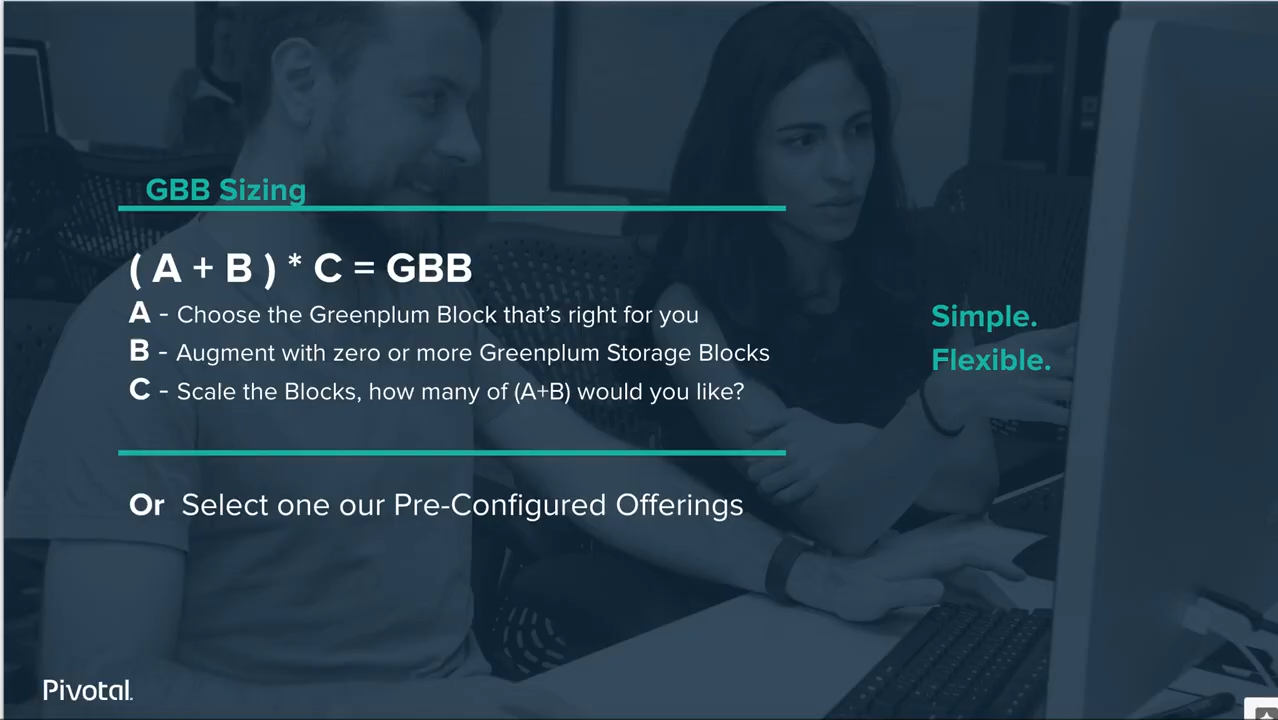 GBB Sizing
( A + B ) * C = GBB
A - Choose the Greenplum Block that's right for you
B - Augment with zero or more Greenplum Storage Blocks
C - Scale the Blocks, how many of (A+B) would you like?
Simple.
Flexible.
Or Select one our Pre-Configured Offerings
Pivotal.